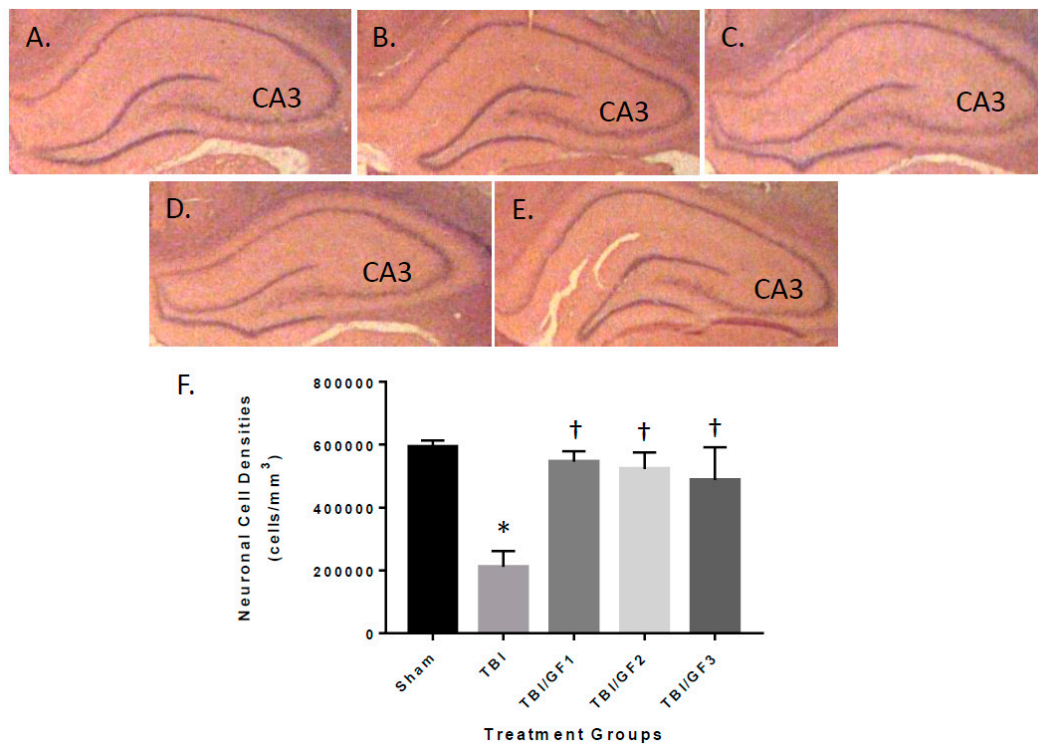 A.
CA3
B.
CA3
C.
CA3
D.
CA3
E.
CA3
F.
Neuronal Cell Densities
(cells/mm³)
800000
600000
400000
200000
0
*
†
†
†
Sham
TBI
TBI/GF1
TBI/GF2
TBI/GF3
Treatment Groups